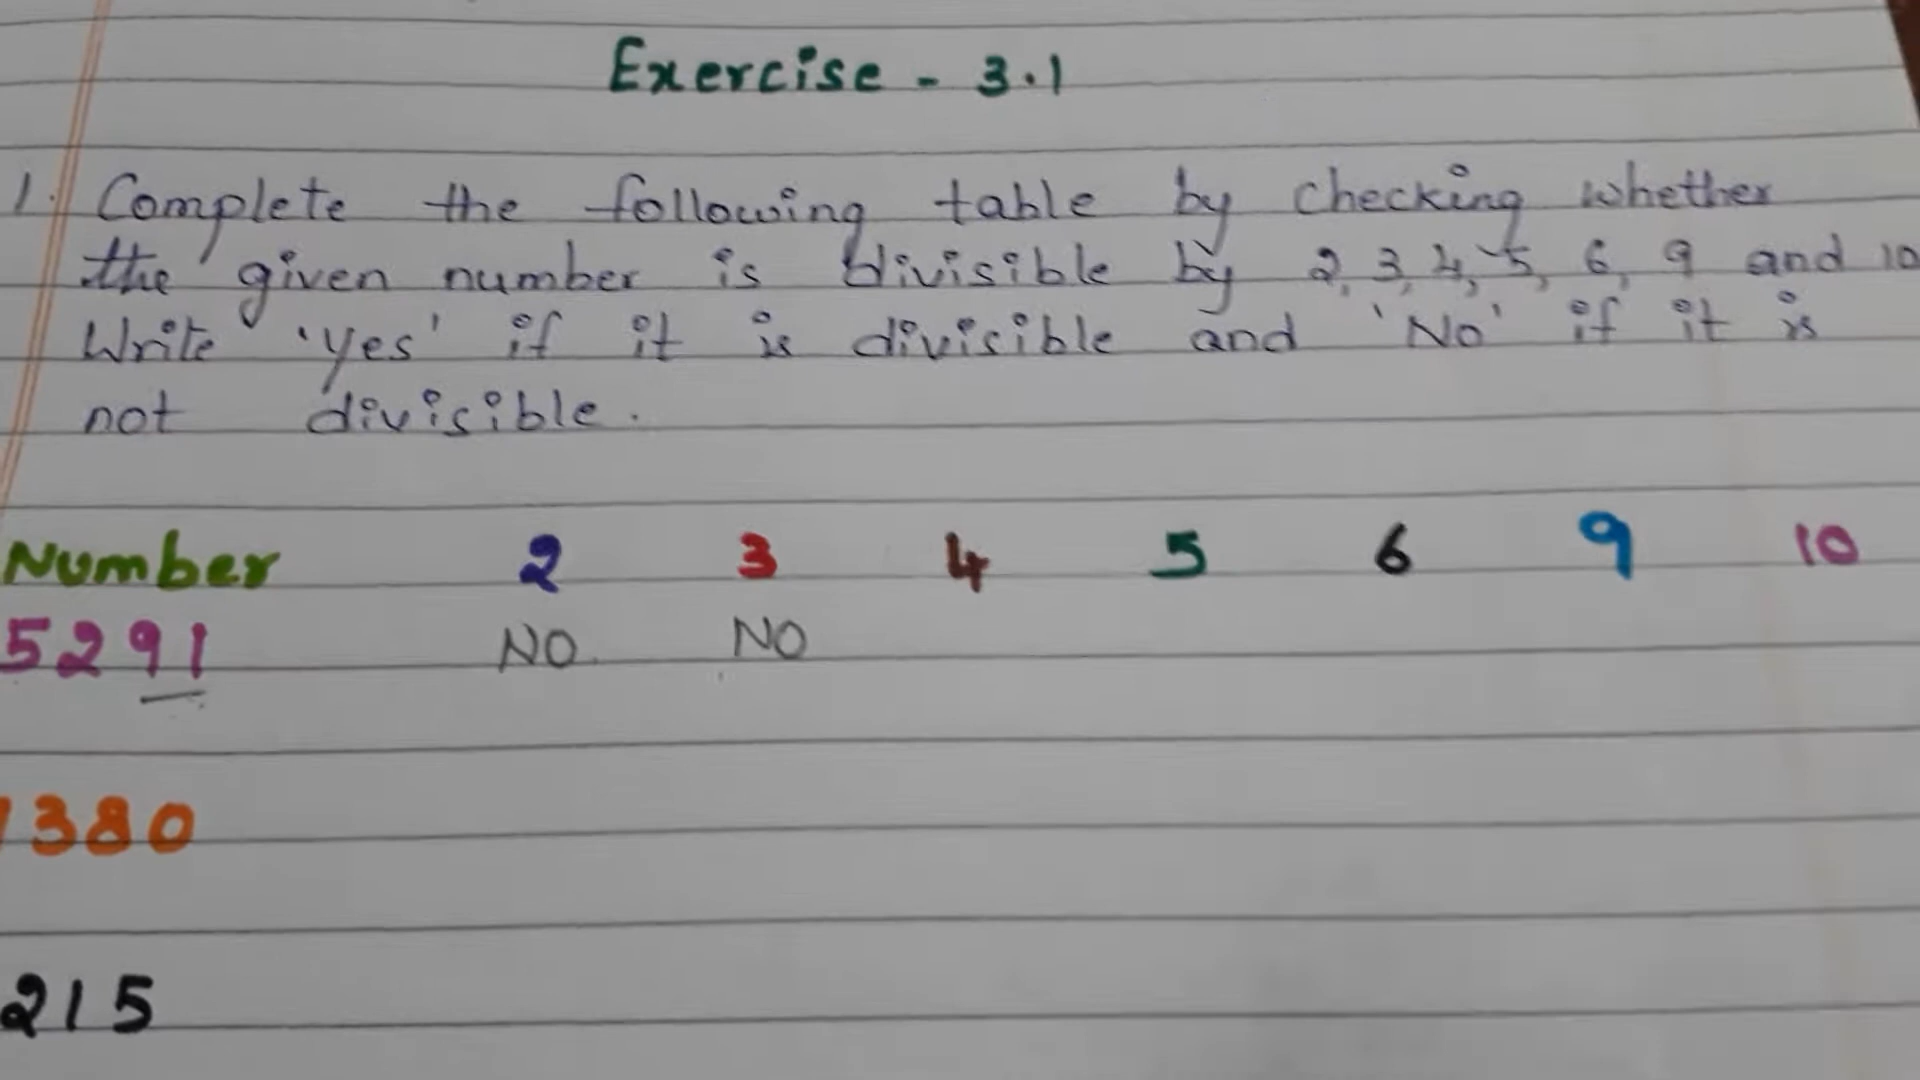 Exercise - 3.1
1. Complete the following table by checking whether
the given number is divisible by 2, 3, 4, 5, 6, 9 and 10
Write 'yes' if it is divisible and 'No' if it is
not divisible.
Number 2 3 4 5 6 9 10
5291 NO NO
1380
215